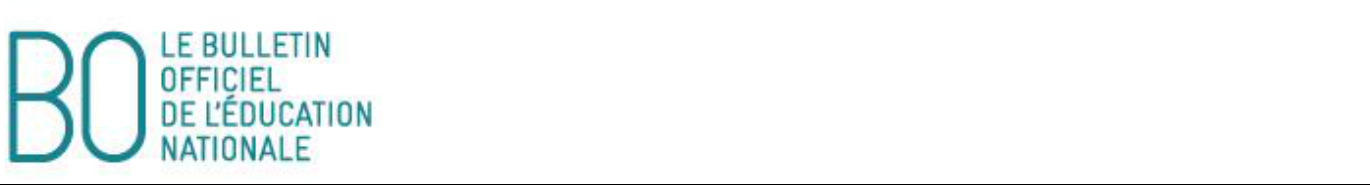 BO
LE BULLETIN
OFFICIEL
DE L'ÉDUCATION
NATIONALE